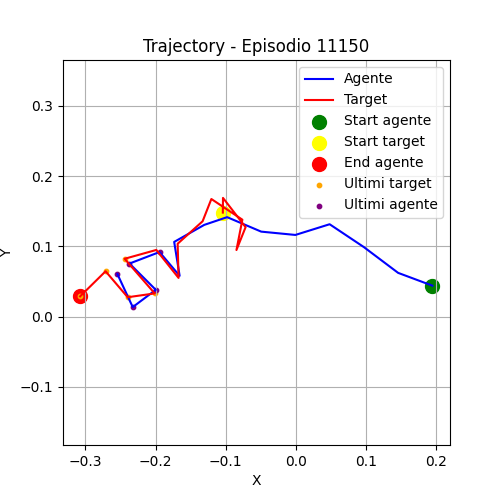 Trajectory - Episodio 11150
Agente
Target
Start agente
Start target
End agente
Ultimi target
Ultimi agente
0.3
0.2
0.1
0.0
−0.1
Y
−0.3
−0.2
−0.1
0.0
0.1
0.2
X